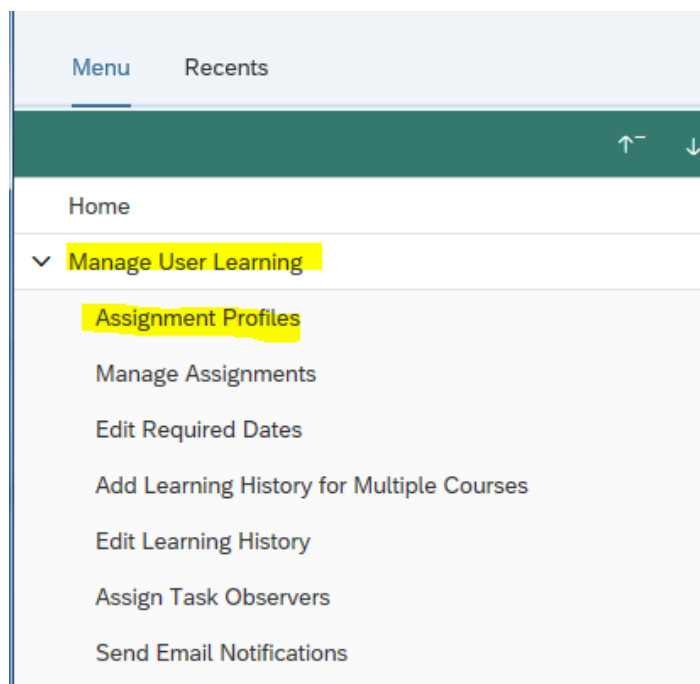 Menu Recents
Home
Manage User Learning
Assignment Profiles
Manage Assignments
Edit Required Dates
Add Learning History for Multiple Courses
Edit Learning History
Assign Task Observers
Send Email Notifications